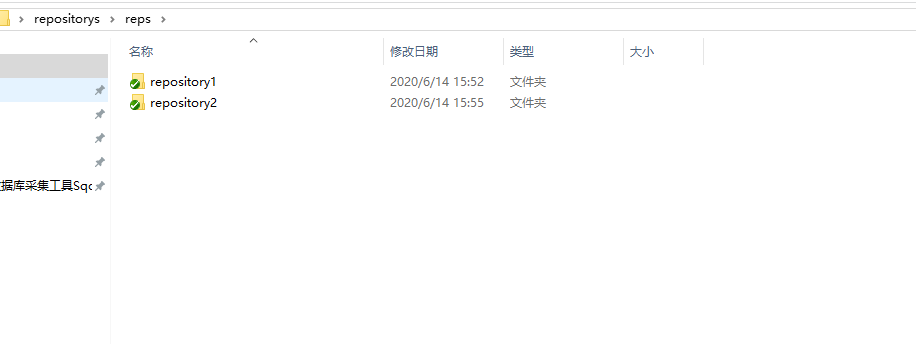 repositorys > reps >
名称 修改日期 类型 大小
repository1 2020/6/14 15:52 文件夹
repository2 2020/6/14 15:55 文件夹
据库采集工具Sqo